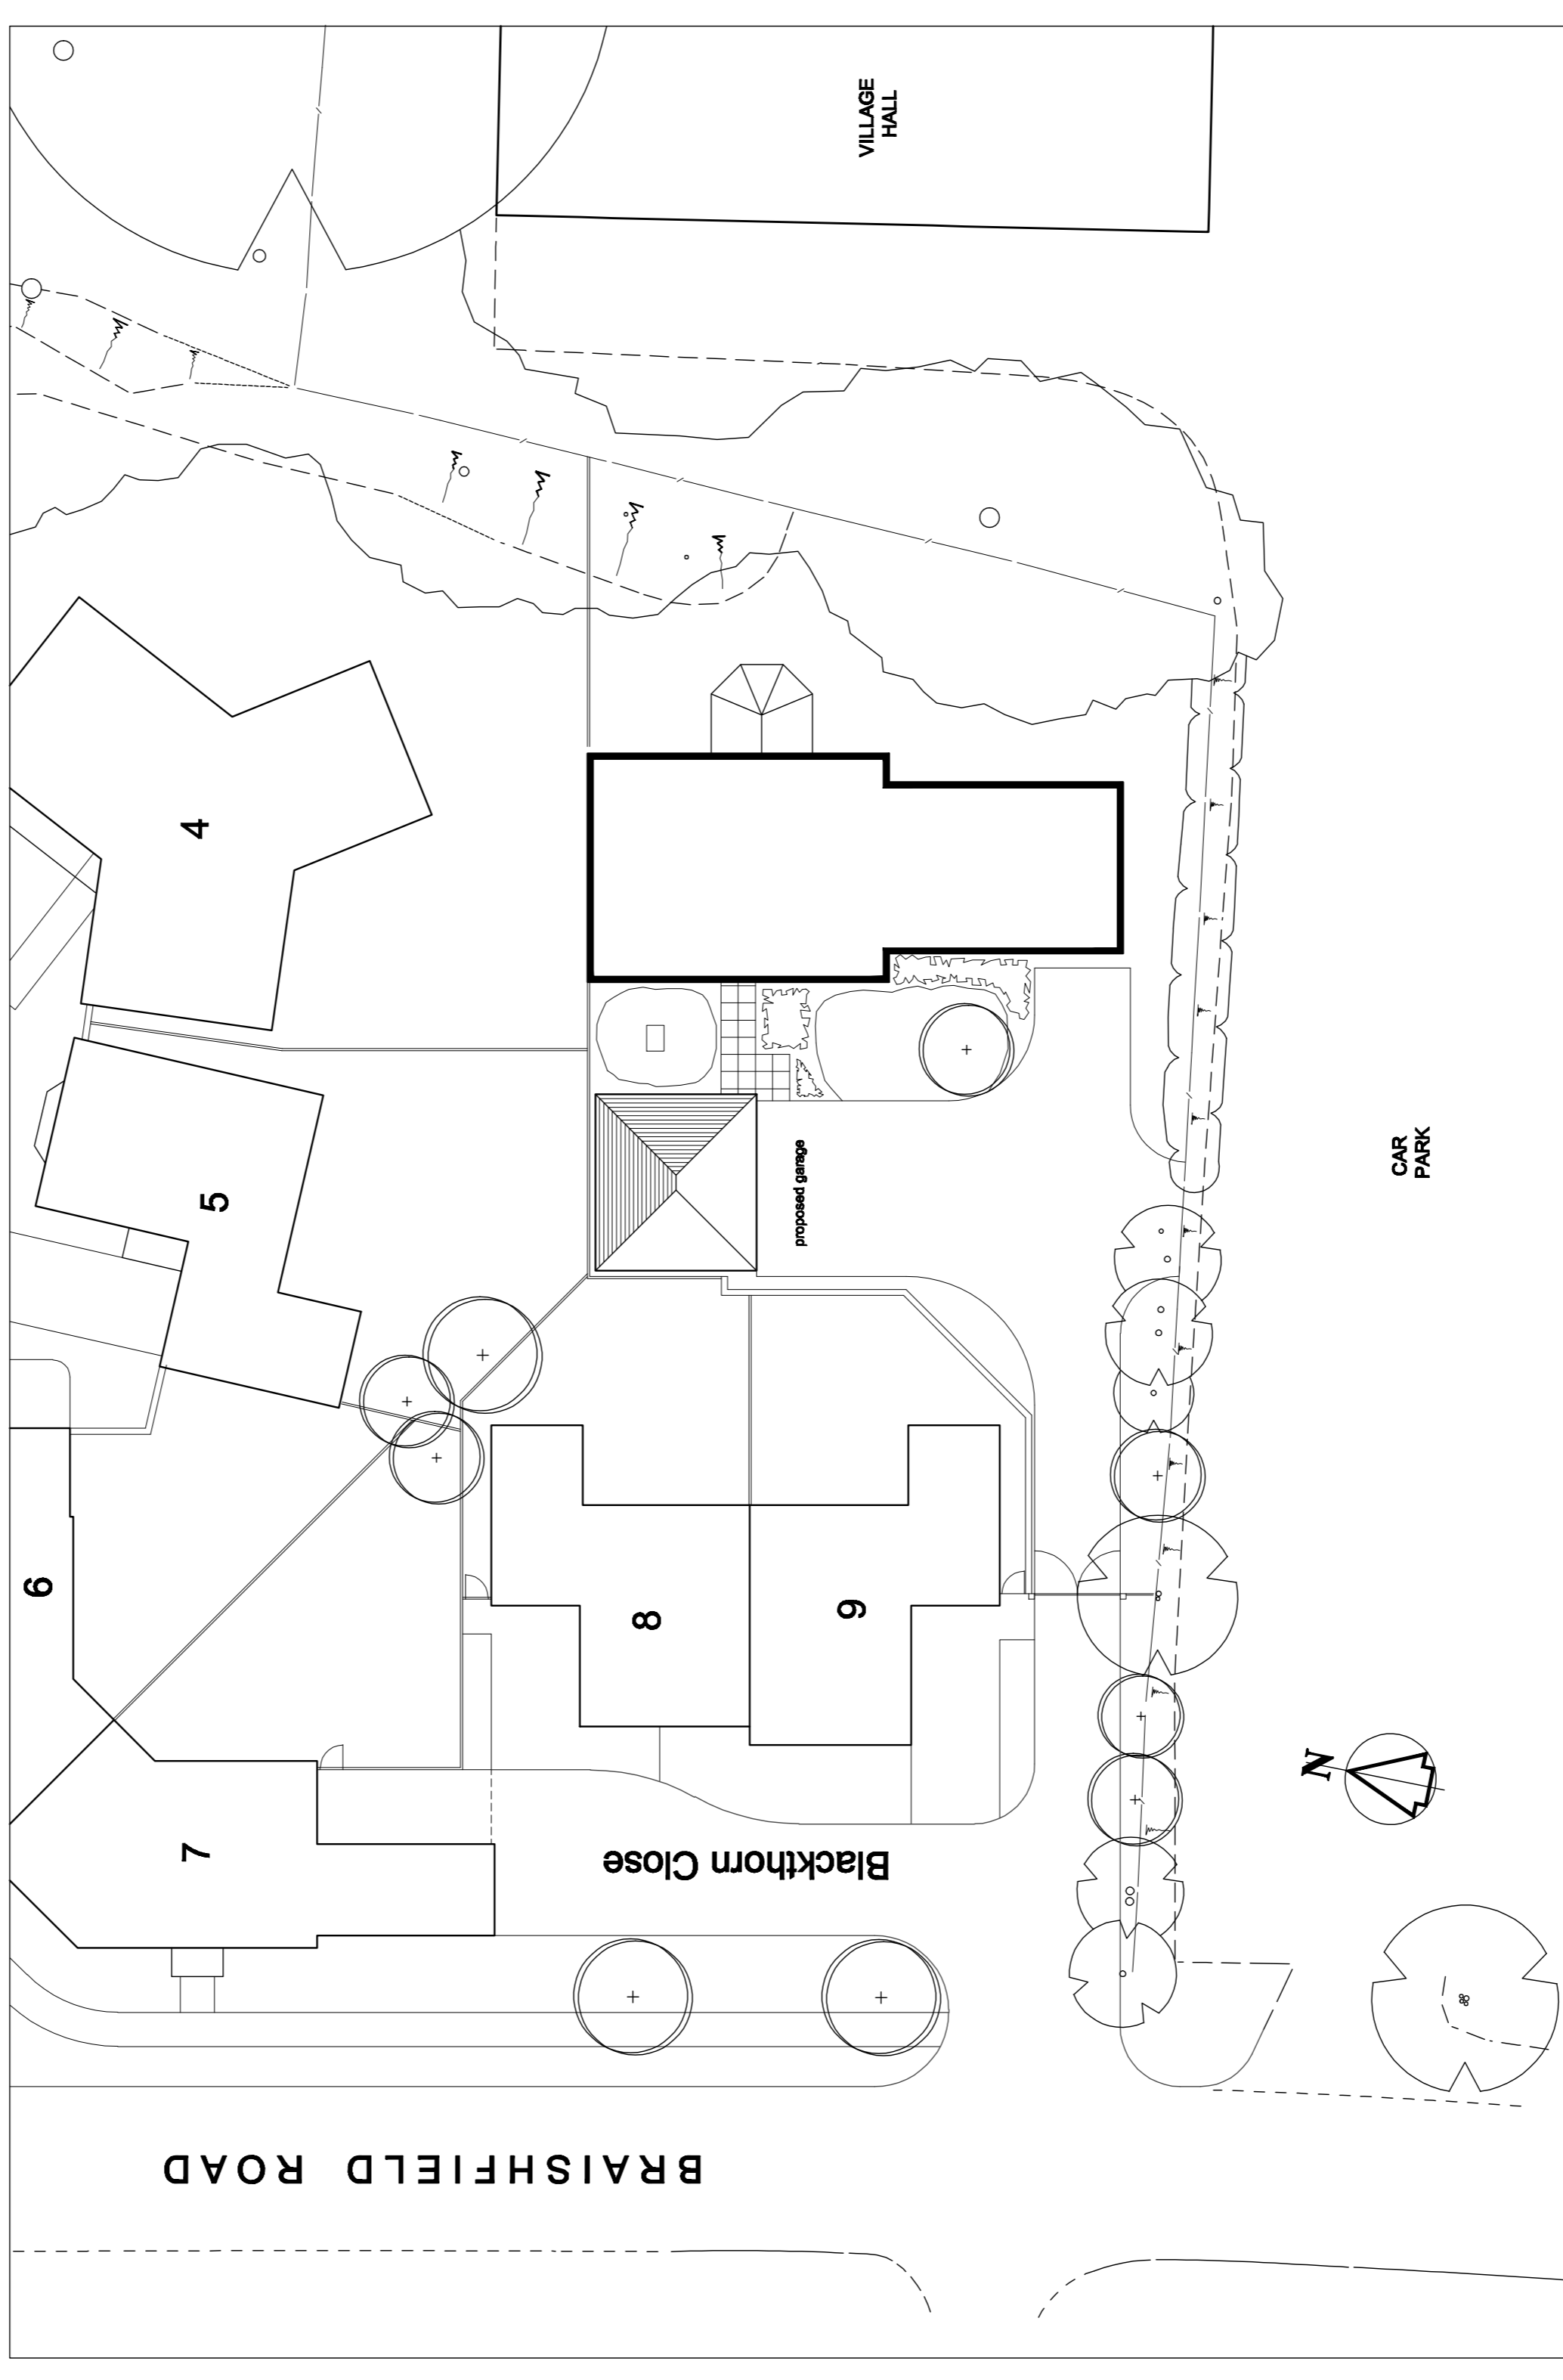 VILLAGE
HALL
4
5
proposed garage
CAR
PARK
6
8
9
7
N
Blackthorn Close
BRAISHFIELD ROAD